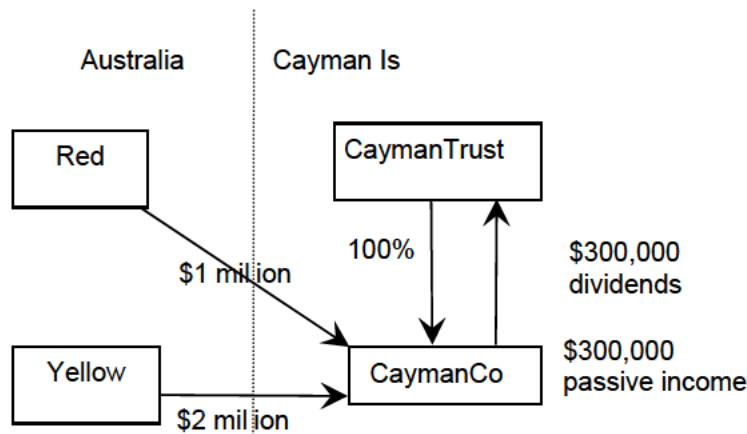 Australia
Cayman Is
Red
CaymanTrust
100%
$300,000
dividends
$1 million
Yellow
CaymanCo
$300,000
passive income
$2 million